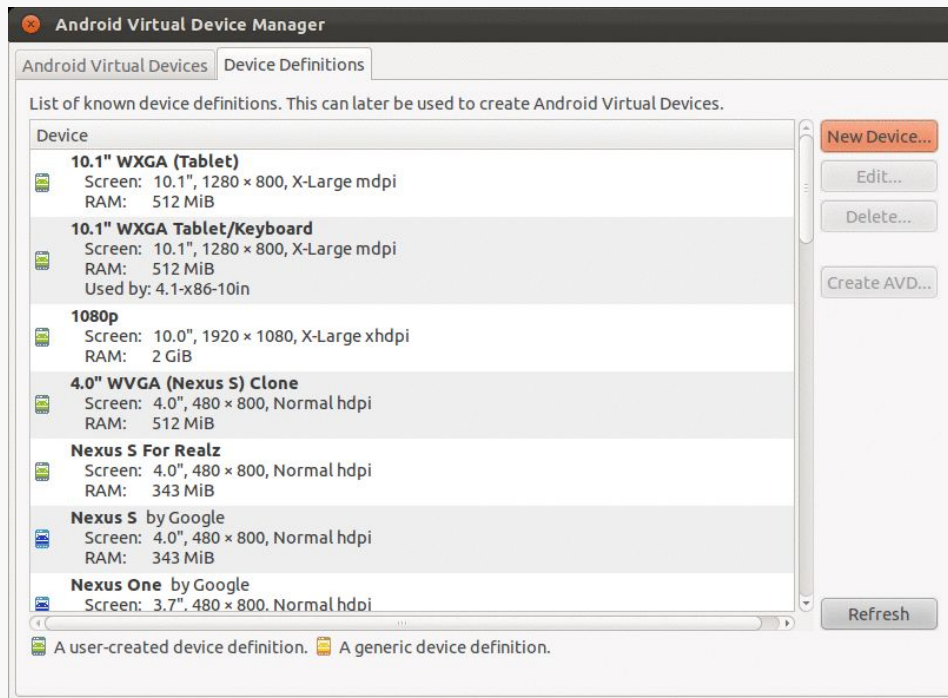 Android Virtual Device Manager
Android Virtual Devices Device Definitions
List of known device definitions. This can later be used to create Android Virtual Devices.
Device
10.1" WXGA (Tablet)
Screen: 10.1", 1280 × 800, X-Large mdpi
RAM: 512 MiB
10.1" WXGA Tablet/Keyboard
Screen: 10.1", 1280 × 800, X-Large mdpi
RAM: 512 MiB
Used by: 4.1-x86-10in
1080p
Screen: 10.0", 1920 × 1080, X-Large xhdpi
RAM: 2 GiB
4.0" WVGA (Nexus S) Clone
Screen: 4.0", 480 × 800, Normal hdpi
RAM: 512 MiB
Nexus S For Realz
Screen: 4.0", 480 × 800, Normal hdpi
RAM: 343 MiB
Nexus S by Google
Screen: 4.0", 480 × 800, Normal hdpi
RAM: 343 MiB
Nexus One by Google
Screen: 3.7", 480 × 800, Normal hdpi
New Device...
Edit...
Delete...
Create AVD...
Refresh
A user-created device definition. A generic device definition.